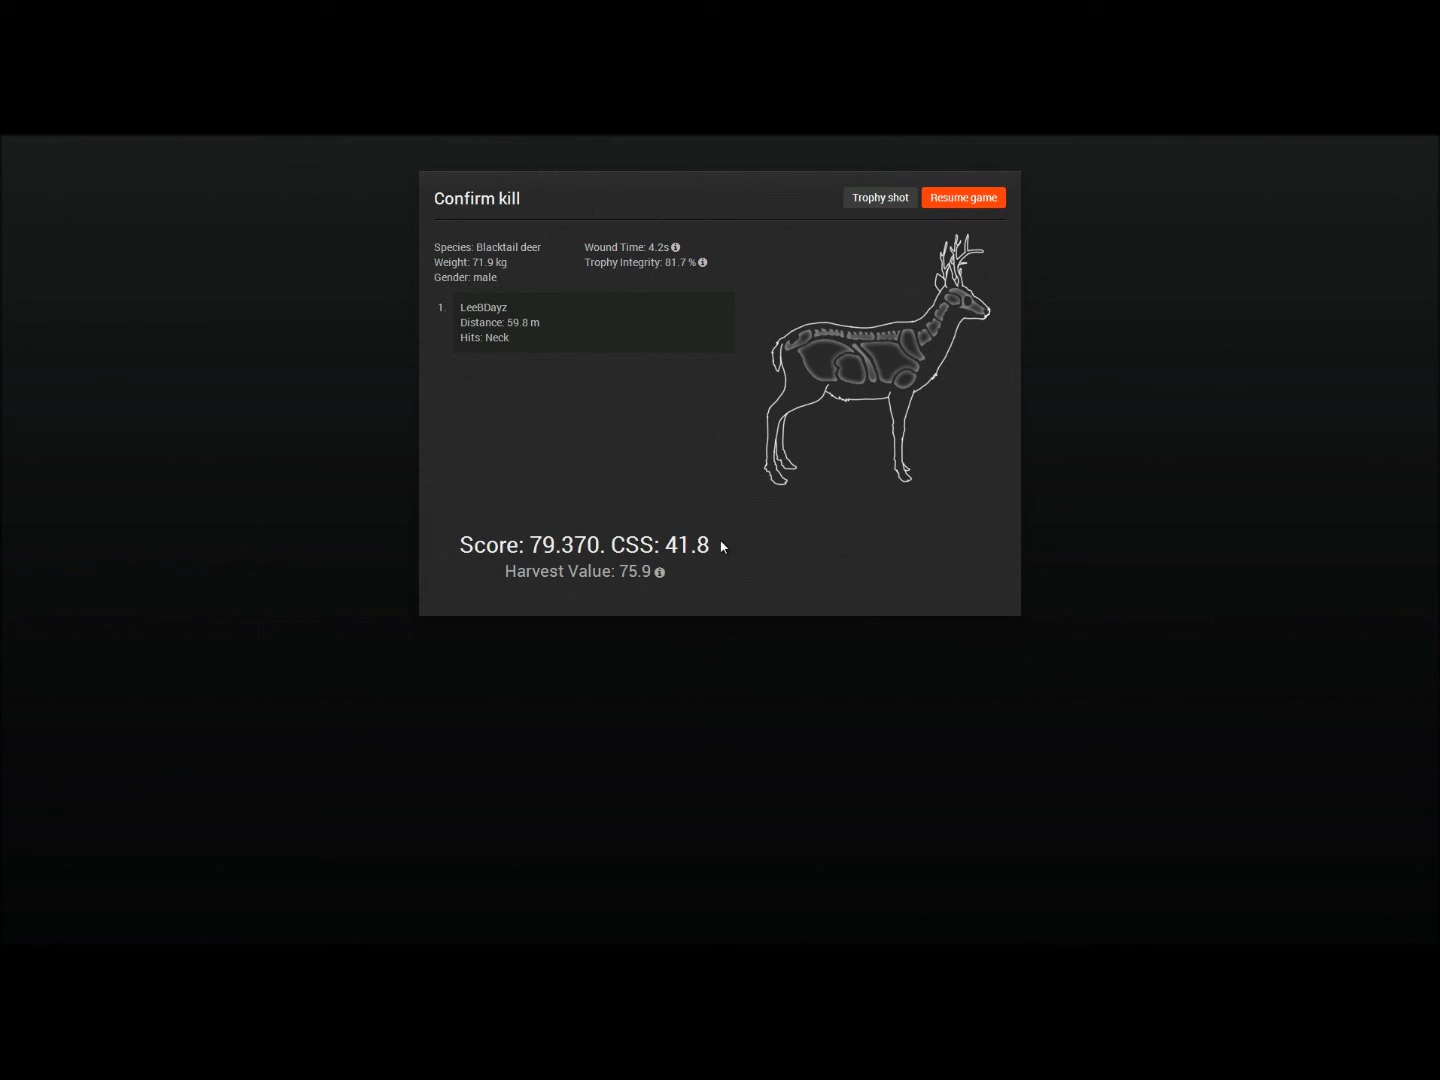 Confirm kill
Trophy shot
Resume game
Species: Blacktail deer
Weight: 71.9 kg
Gender: male
Wound Time: 4.2s
Trophy Integrity: 81.7 %
1.
LeeBDayz
Distance: 59.8 m
Hits: Neck
Score: 79.370. CSS: 41.8
Harvest Value: 75.9